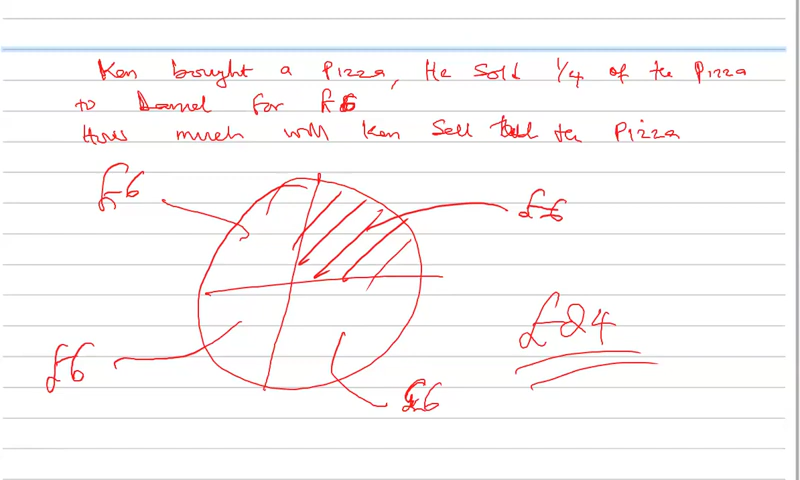 Ken bought a Pizza, He Sold 1/4 of the Pizza
to Daniel for £6
How much will Ken Sell all the Pizza
£6
£6
£6
£6
£24